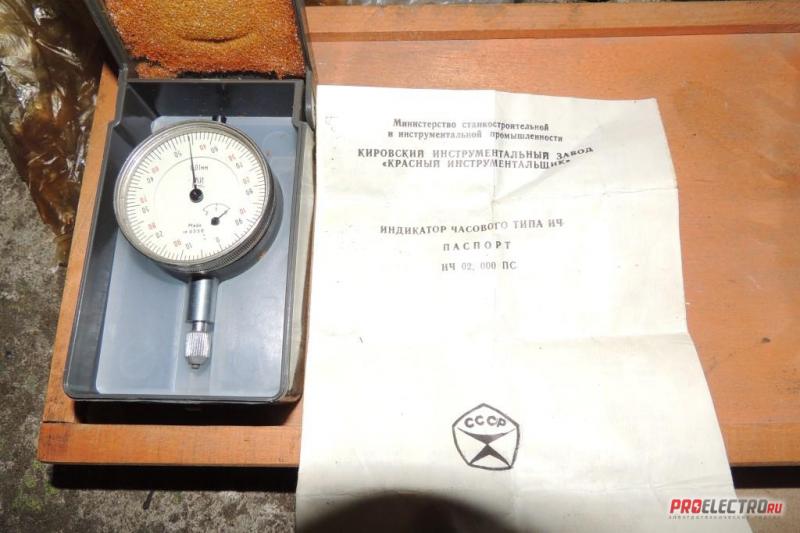 Министерство станкостроительной
и инструментальной промышленности
КИРОВСКИЙ ИНСТРУМЕНТАЛЬНЫЙ ЗАВОД
«КРАСНЫЙ ИНСТРУМЕНТАЛЬЩИК»
ИНДИКАТОР ЧАСОВОГО ТИПА ИЧ
ПАСПОРТ
ИЧ 02. 000 ПС
СССР
0,01мм
PROELECTRO.RU